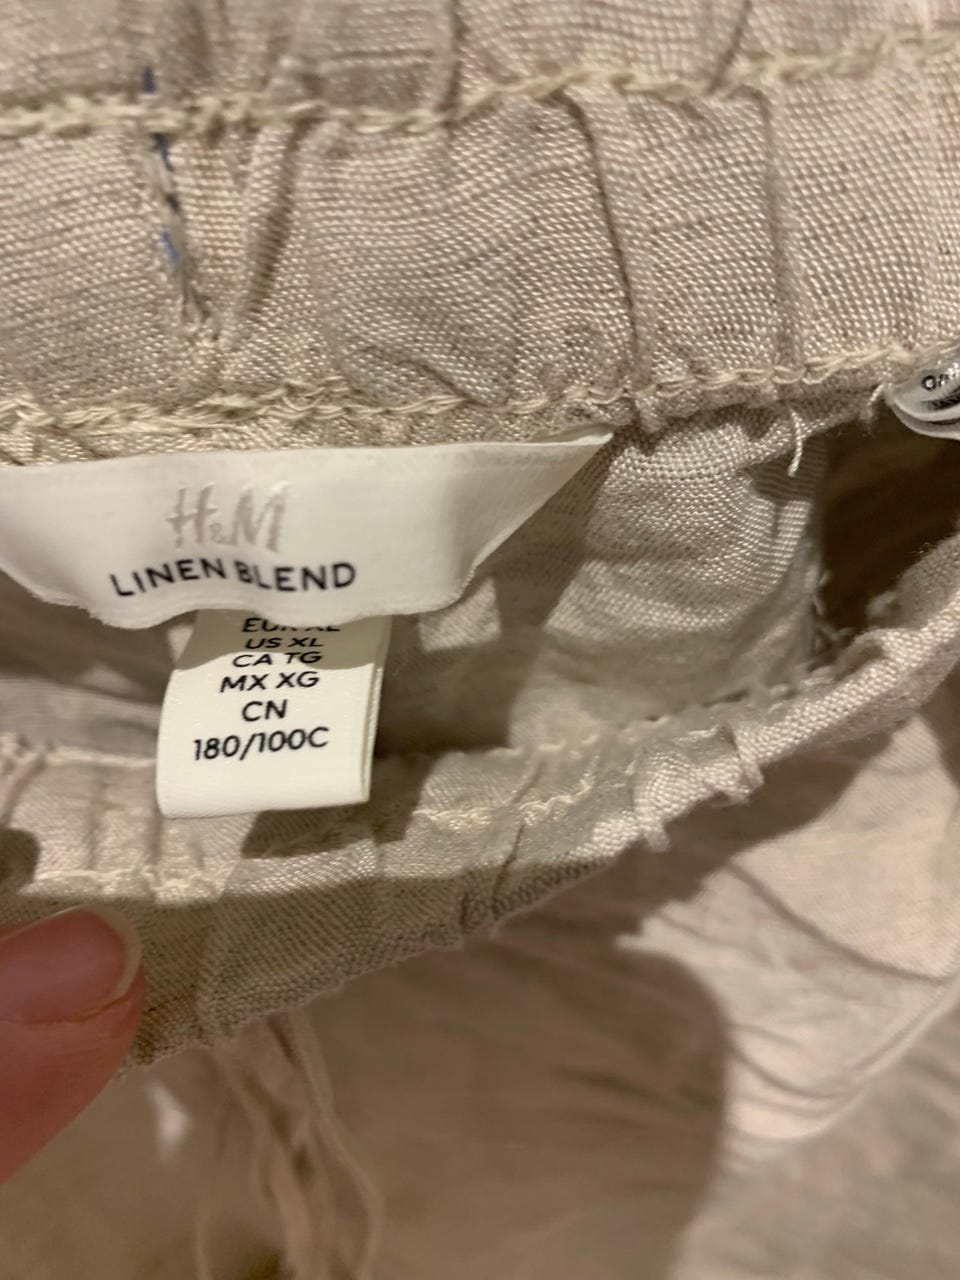 H&M
LINEN BLEND
EUR XL
US XL
CA TG
MX XG
CN
180/100C